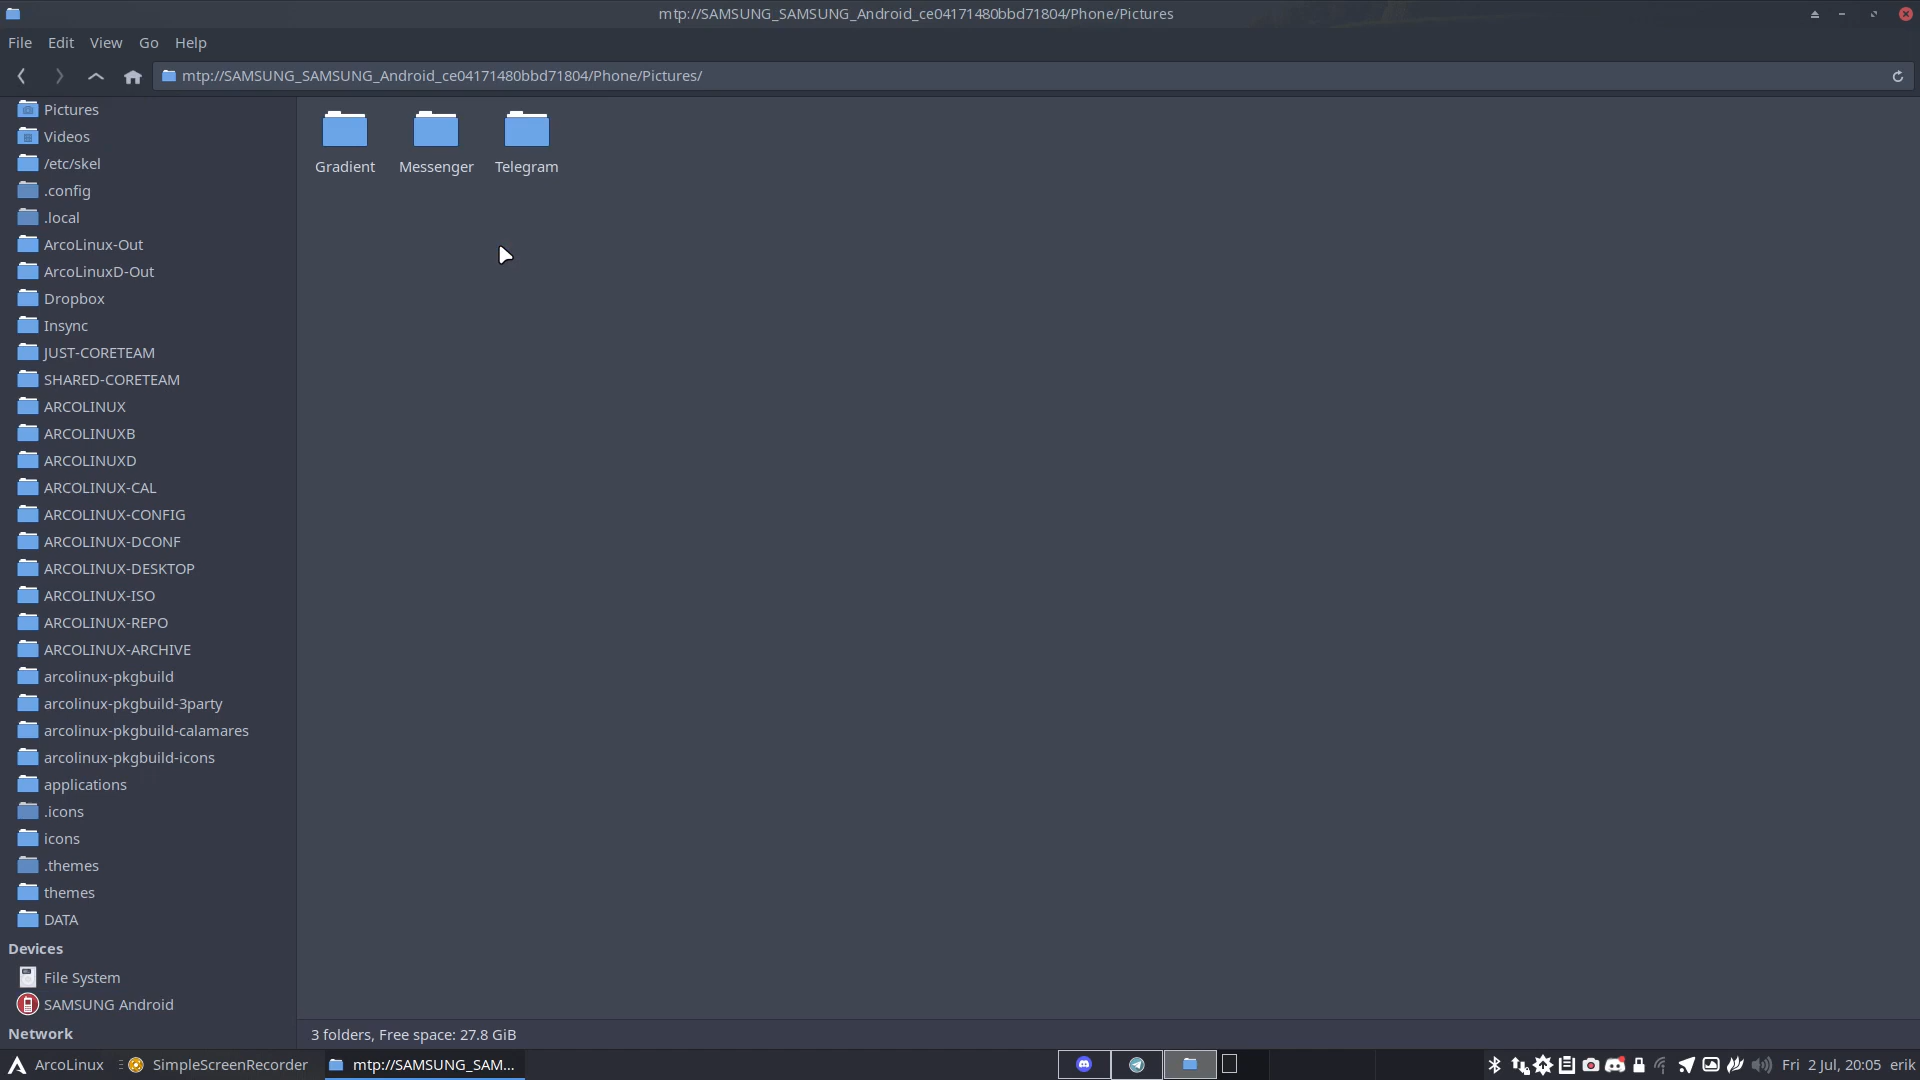 mtp://SAMSUNG_SAMSUNG_Android_ce04171480bbd71804/Phone/Pictures
File Edit View Go Help
mtp://SAMSUNG_SAMSUNG_Android_ce04171480bbd71804/Phone/Pictures/
Pictures
Videos
/etc/skel
.config
.local
ArcoLinux-Out
ArcoLinuxD-Out
Dropbox
Insync
JUST-CORETEAM
SHARED-CORETEAM
ARCOLINUX
ARCOLINUXB
ARCOLINUXD
ARCOLINUX-CAL
ARCOLINUX-CONFIG
ARCOLINUX-DCONF
ARCOLINUX-DESKTOP
ARCOLINUX-ISO
ARCOLINUX-REPO
ARCOLINUX-ARCHIVE
arcolinux-pkgbuild
arcolinux-pkgbuild-3party
arcolinux-pkgbuild-calamares
arcolinux-pkgbuild-icons
applications
.icons
icons
.themes
themes
DATA
Devices
File System
SAMSUNG Android
Network
Gradient Messenger Telegram
3 folders, Free space: 27.8 GiB
ArcoLinux SimpleScreenRecorder mtp://SAMSUNG_SAM... Fri 2 Jul, 20:05 erik